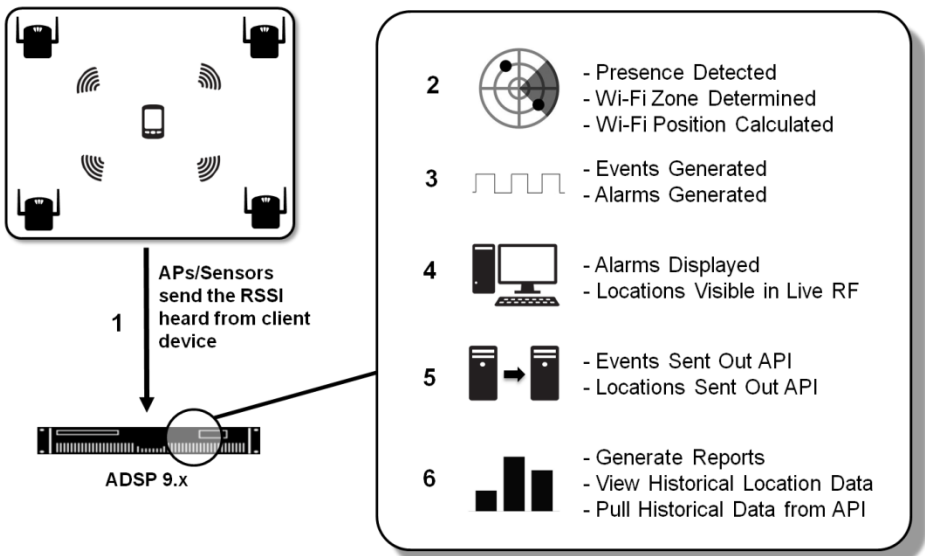 1
APs/Sensors
send the RSSI
heard from client
device
ADSP 9.x
2
- Presence Detected
- Wi-Fi Zone Determined
- Wi-Fi Position Calculated
3
- Events Generated
- Alarms Generated
4
- Alarms Displayed
- Locations Visible in Live RF
5
- Events Sent Out API
- Locations Sent Out API
6
- Generate Reports
- View Historical Location Data
- Pull Historical Data from API